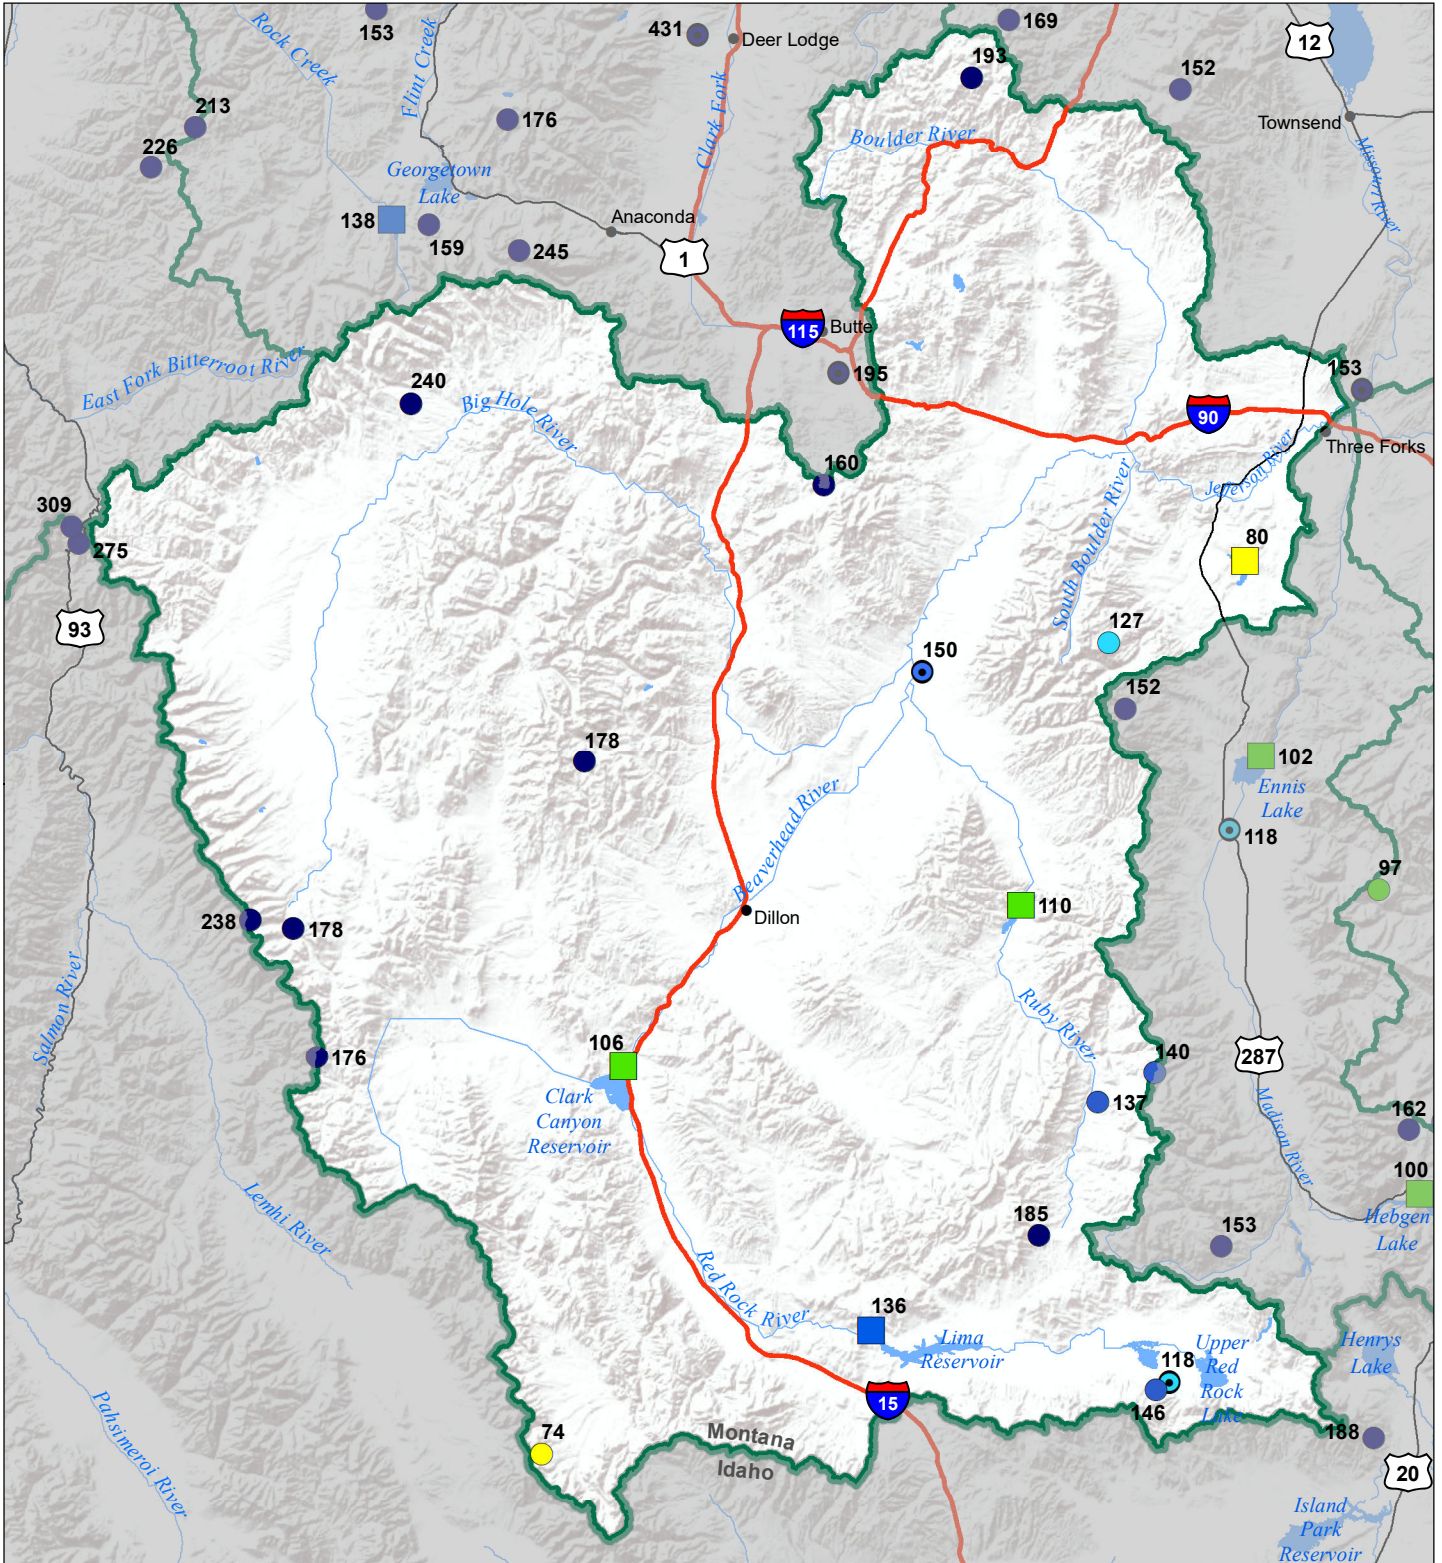 153
Rock Creek
Flint Creek
431
Deer Lodge
169
12
193
152
213
176
Clark Fork
Townsend
226
Boulder River
Missouri River
Georgetown
Lake
138
159
Anaconda
245
1
115
Butte
East Fork Bitterroot River
195
153
240
Big Hole River
90
Three Forks
160
Jefferson River
309
275
South Boulder River
80
93
127
150
152
178
102
Ennis
Lake
Beaverhead River
118
97
110
Dillon
238
178
Salmon River
Ruby River
106
176
140
287
Clark
Canyon
Reservoir
137
Madison River
162
100
Lemhi River
185
153
Hebgen
Lake
Red Rock River
136
Lima
Reservoir
Upper
Red
Rock
Lake
118
146
Henrys
Lake
15
Pahsimeroi River
74
Montana
Idaho
188
20
Island
Park
Reservoir